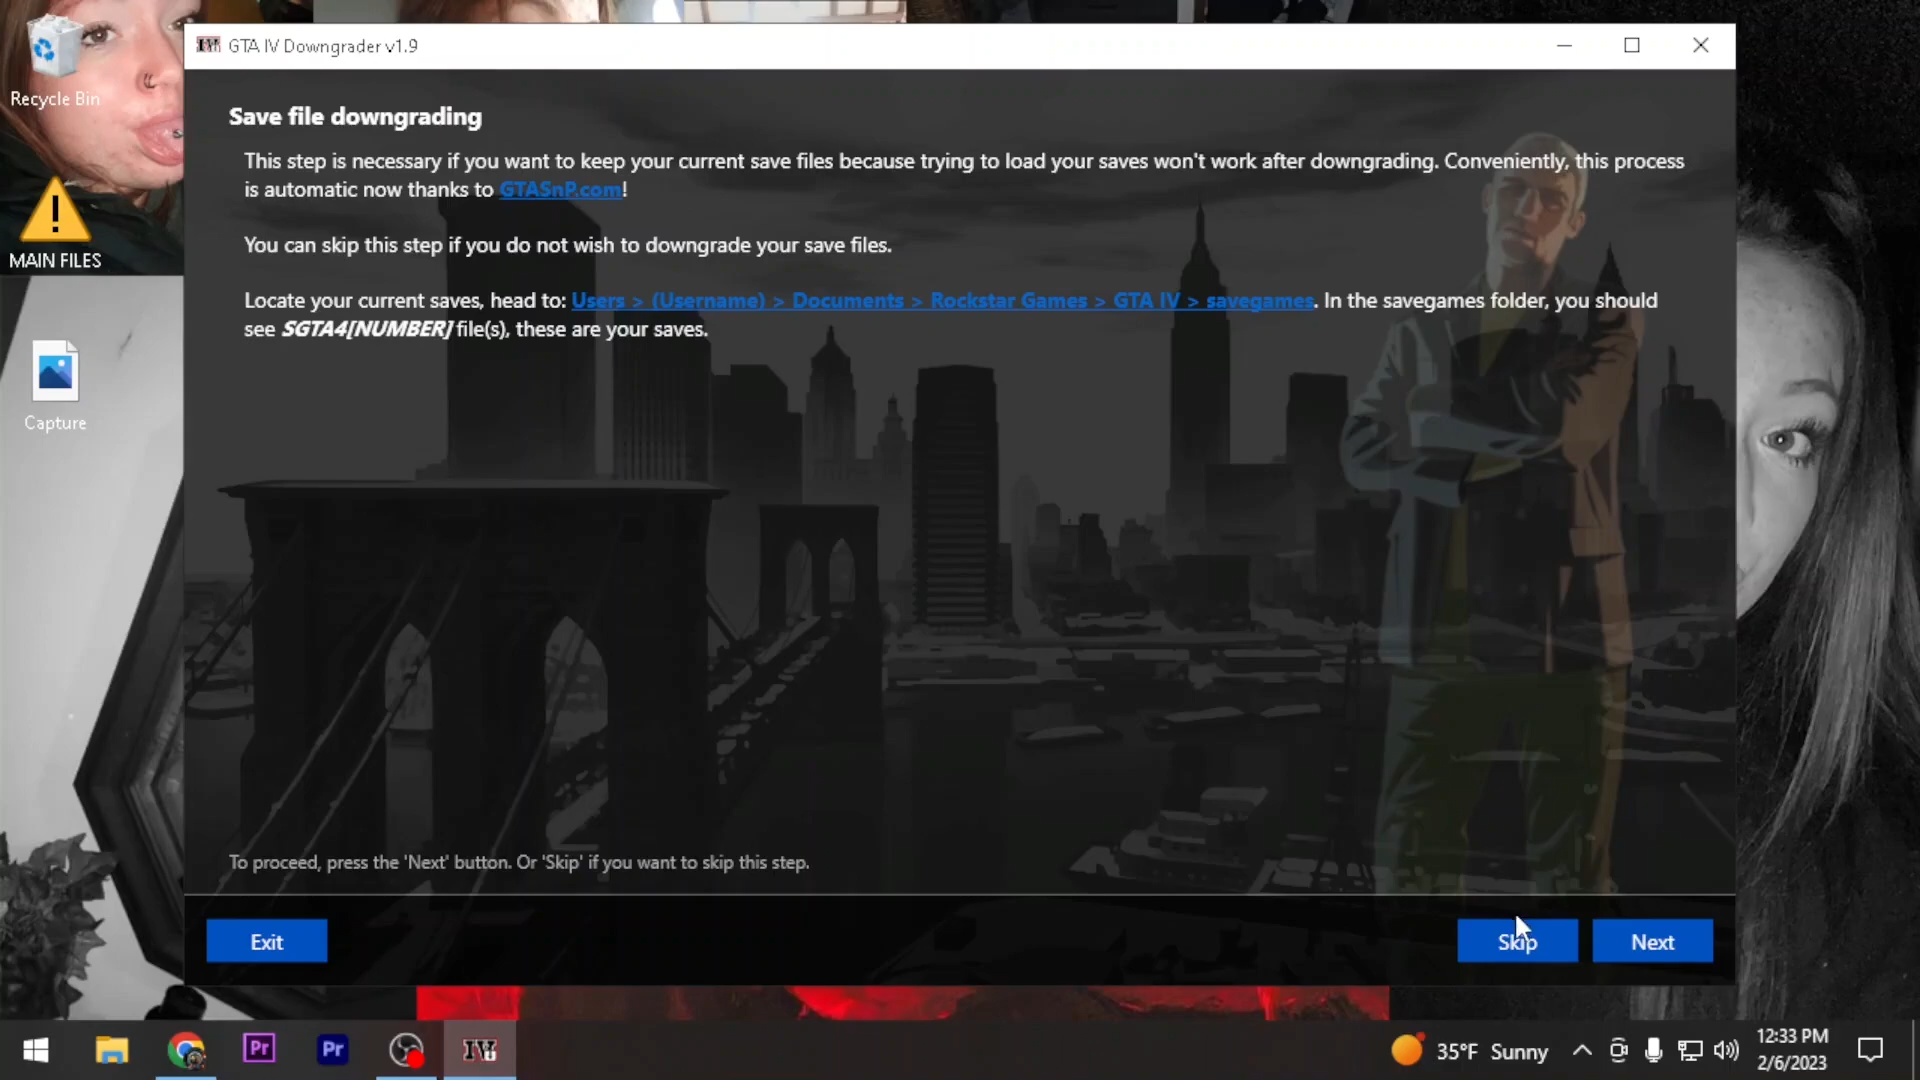 GTA IV Downgrader v1.9
Recycle Bin
MAIN FILES
Capture
Save file downgrading
This step is necessary if you want to keep your current save files because trying to load your saves won't work after downgrading. Conveniently, this process
is automatic now thanks to GTASnP.com!
You can skip this step if you do not wish to downgrade your save files.
Locate your current saves, head to: Users > (Username) > Documents > Rockstar Games > GTA IV > savegames. In the savegames folder, you should
see SGTA4[NUMBER] file(s), these are your saves.
To proceed, press the 'Next' button. Or 'Skip' if you want to skip this step.
Exit
Skip
Next
Pr
Pr
IV
35°F Sunny
12:33 PM
2/6/2023